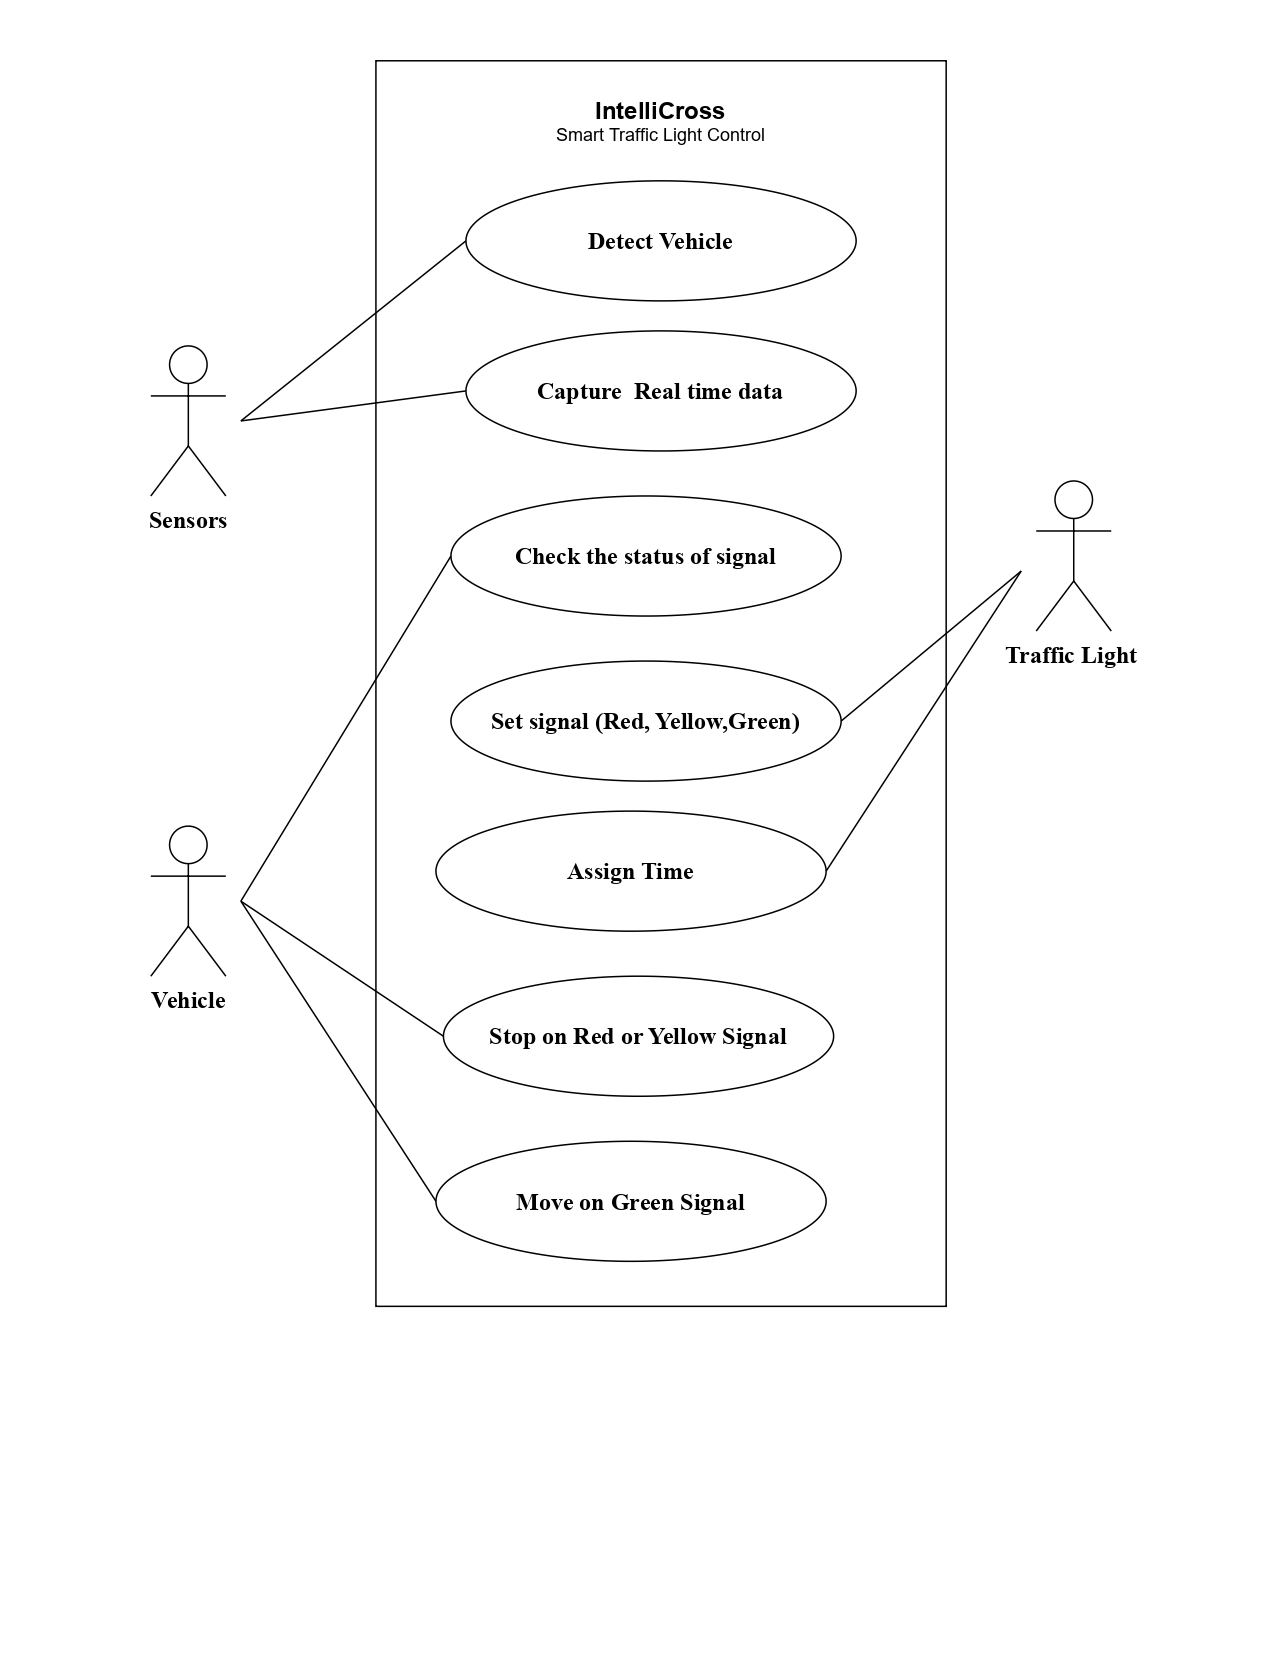 IntelliCross
Smart Traffic Light Control
Detect Vehicle
Capture  Real time data
Sensors
Check the status of signal
Traffic Light
Set signal (Red, Yellow,Green)
Assign Time
Vehicle
Stop on Red or Yellow Signal
Move on Green Signal